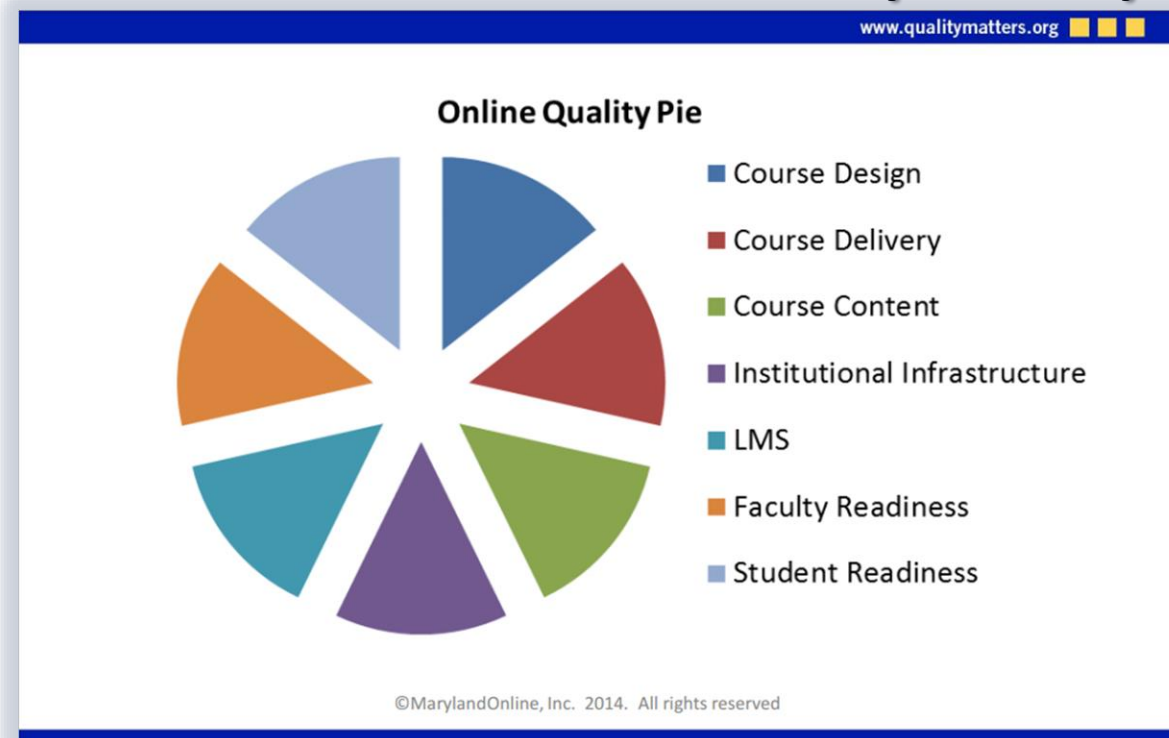 www.qualitymatters.org
Online Quality Pie
Course Design
Course Delivery
Course Content
Institutional Infrastructure
LMS
Faculty Readiness
Student Readiness
©MarylandOnline, Inc. 2014. All rights reserved